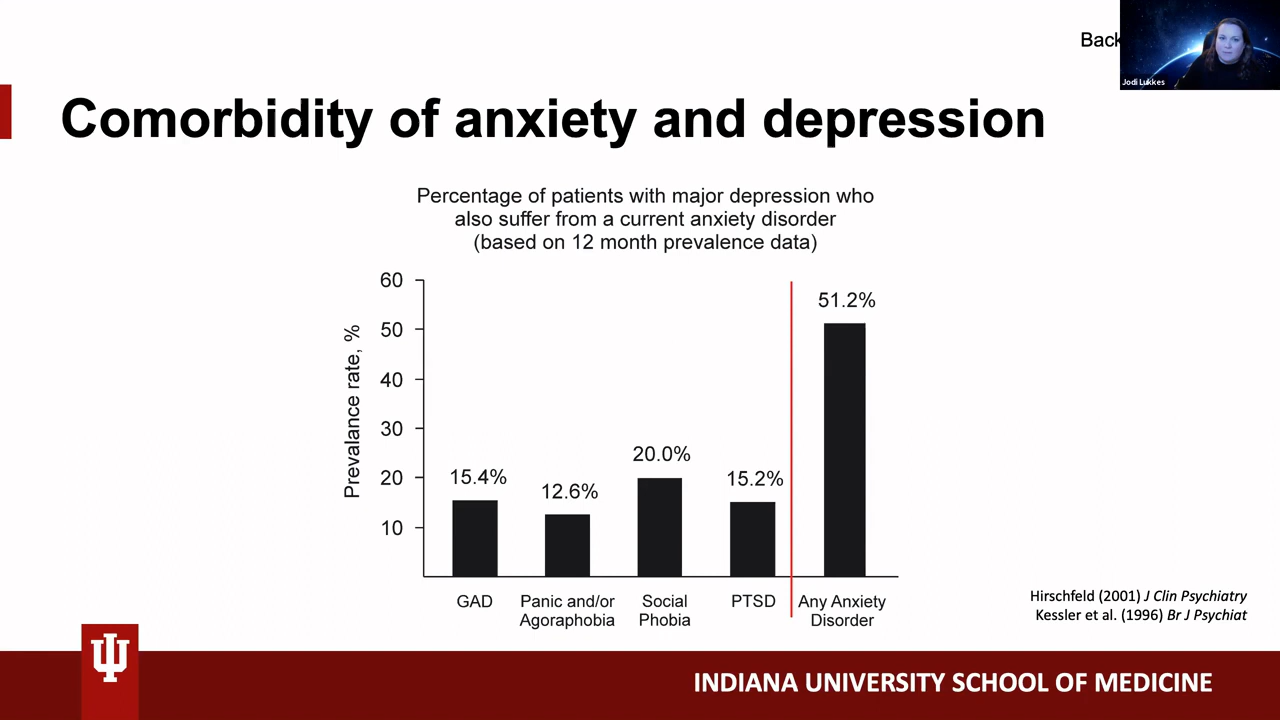 Back
Jodi Lukkes
Comorbidity of anxiety and depression
Percentage of patients with major depression who
also suffer from a current anxiety disorder
(based on 12 month prevalence data)
Prevalance rate, %
60
50
40
30
20
10
15.4%
12.6%
20.0%
15.2%
51.2%
GAD
Panic and/or
Agoraphobia
Social
Phobia
PTSD
Any Anxiety
Disorder
Hirschfeld (2001) J Clin Psychiatry
Kessler et al. (1996) Br J Psychiat
INDIANA UNIVERSITY SCHOOL OF MEDICINE